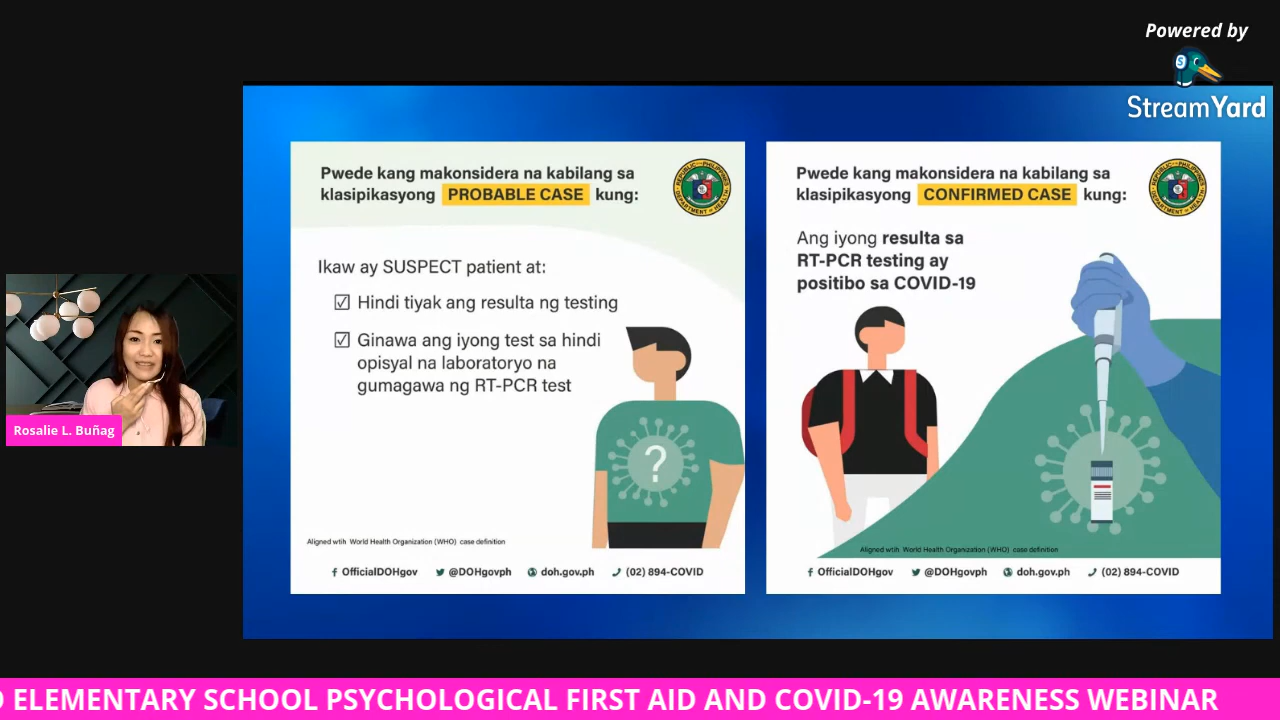 Powered by
StreamYard
Pwede kang makonsidera na kabilang sa
klasipikasyong PROBABLE CASE kung:
Ikaw ay SUSPECT patient at:
☑ Hindi tiyak ang resulta ng testing
☑ Ginawa ang iyong test sa hindi
opisyal na laboratoryo na
gumagawa ng RT-PCR test
?
Aligned wtih World Health Organization (WHO) case definition
OfficialDOHgov @DOHgovph doh.gov.ph (02) 894-COVID
Pwede kang makonsidera na kabilang sa
klasipikasyong CONFIRMED CASE kung:
Ang iyong resulta sa
RT-PCR testing ay
positibo sa COVID-19
Aligned wtih World Health Organization (WHO) case definition
OfficialDOHgov @DOHgovph doh.gov.ph (02) 894-COVID
Rosalie L. Buñag
ELEMENTARY SCHOOL PSYCHOLOGICAL FIRST AID AND COVID-19 AWARENESS WEBINAR